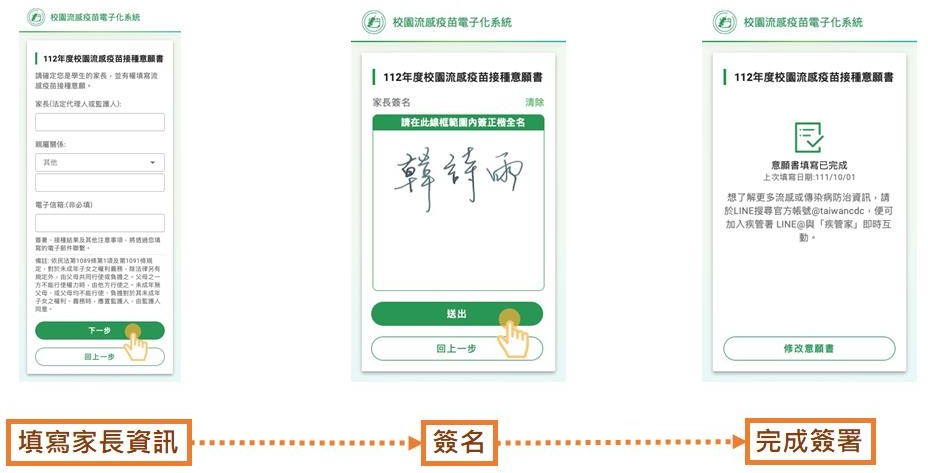 校園流感疫苗電子化系統
112年度校園流感疫苗接種意願書
請確定您是學生的家長，並有權填寫流
感疫苗接種意願。
家長(法定代理人或監護人):
親屬關係:
其他
電子信箱:(非必填)
簽署、接種結果及其他注意事項，將透過您填
寫的電子郵件聯繫。
備註: 依民法第1089條第1項及第1091條規
定，對於未成年子女之權利義務，除法律另有
規定外，由父母共同行使或負擔之。父母之一
方不能行使權力時，由他方行使之。未成年無
父母、或父母均不能行使、負擔對於其未成年
子女之權利、義務時，應置監護人，由監護人
同意。
下一步
回上一步
校園流感疫苗電子化系統
112年度校園流感疫苗接種意願書
家長簽名
清除
請在此線框範圍內簽正楷全名
韓詩雨
送出
回上一步
校園流感疫苗電子化系統
112年度校園流感疫苗接種意願書
意願書填寫已完成
上次填寫日期:111/10/01
想了解更多流感或傳染病防治資訊，請
於LINE搜尋官方帳號@taiwancdc，便可
加入疾管署 LINE@與「疾管家」即時互
動。
修改意願書
填寫家長資訊
簽名
完成簽署